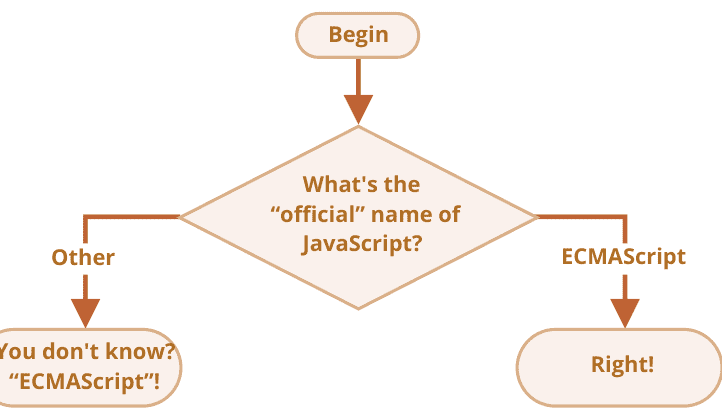 Begin
What's the
“official” name of
JavaScript?
Other
ECMAScript
You don't know?
“ECMAScript”!
Right!